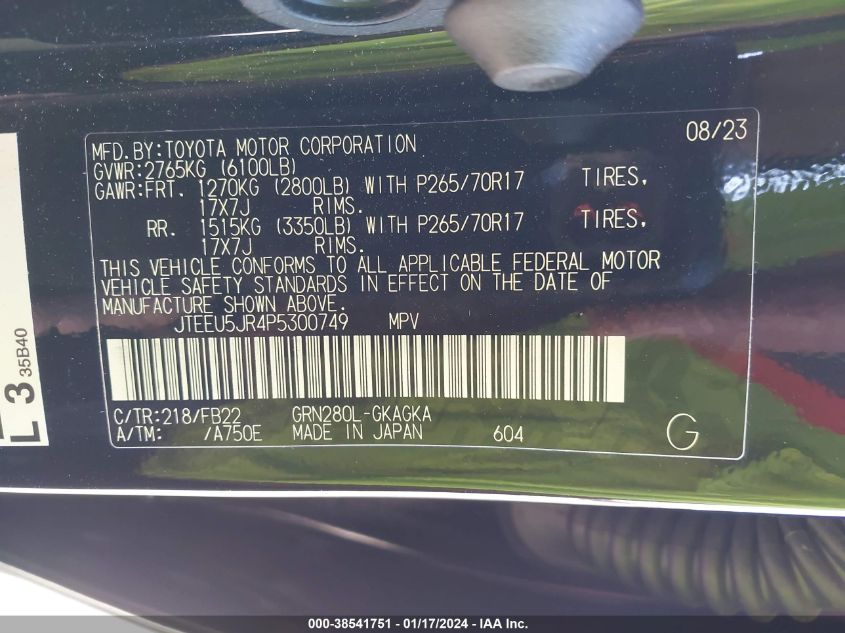 MFD.BY:TOYOTA MOTOR CORPORATION 08/23
GVWR:2765KG (6100LB)
GAWR:FRT. 1270KG (2800LB) WITH P265/70R17 TIRES,
17X7J RIMS.
RR. 1515KG (3350LB) WITH P265/70R17 TIRES,
17X7J RIMS.
THIS VEHICLE CONFORMS TO ALL APPLICABLE FEDERAL MOTOR
VEHICLE SAFETY STANDARDS IN EFFECT ON THE DATE OF
MANUFACTURE SHOWN ABOVE.
JTEEU5JR4P5300749 MPV
C/TR:218/FB22 GRN280L-GKAGKA
A/TM: /A750E MADE IN JAPAN 604 G
L 3 35B40
000-38541751 - 01/17/2024 - IAA Inc.